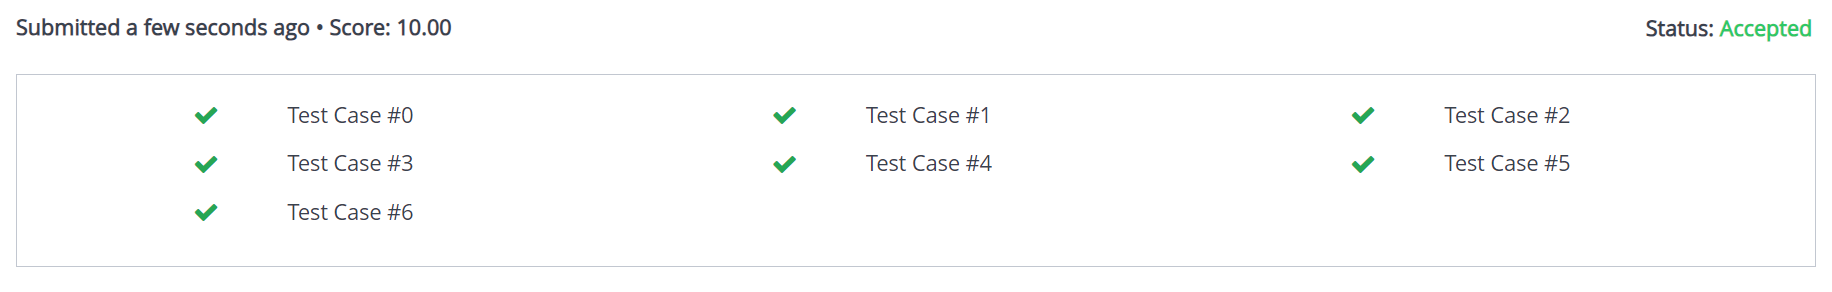 Submitted a few seconds ago • Score: 10.00 Status: Accepted
Test Case #0 Test Case #1 Test Case #2
Test Case #3 Test Case #4 Test Case #5
Test Case #6